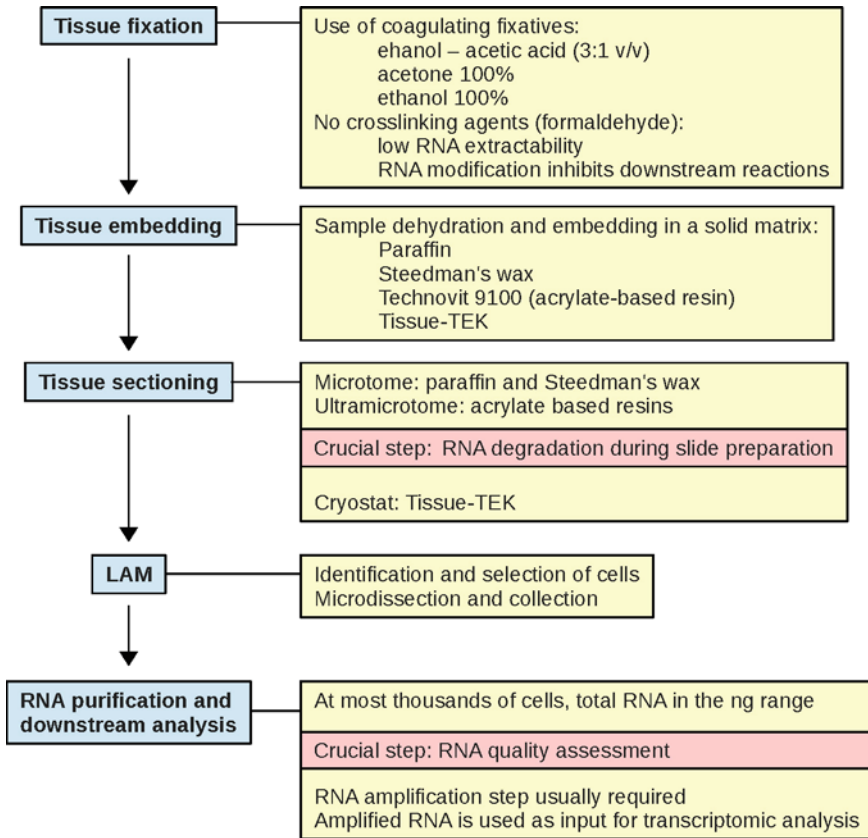 Tissue fixation
Use of coagulating fixatives:
ehanol – acetic acid (3:1 v/v)
acetone 100%
ethanol 100%
No crosslinking agents (formaldehyde):
low RNA extractability
RNA modification inhibits downstream reactions
Tissue embedding
Sample dehydration and embedding in a solid matrix:
Paraffin
Steedman's wax
Technovit 9100 (acrylate-based resin)
Tissue-TEK
Tissue sectioning
Microtome: paraffin and Steedman's wax
Ultramicrotome: acrylate based resins
Crucial step: RNA degradation during slide preparation
Cryostat: Tissue-TEK
LAM
Identification and selection of cells
Microdissection and collection
RNA purification and
downstream analysis
At most thousands of cells, total RNA in the ng range
Crucial step: RNA quality assessment
RNA amplification step usually required
Amplified RNA is used as input for transcriptomic analysis